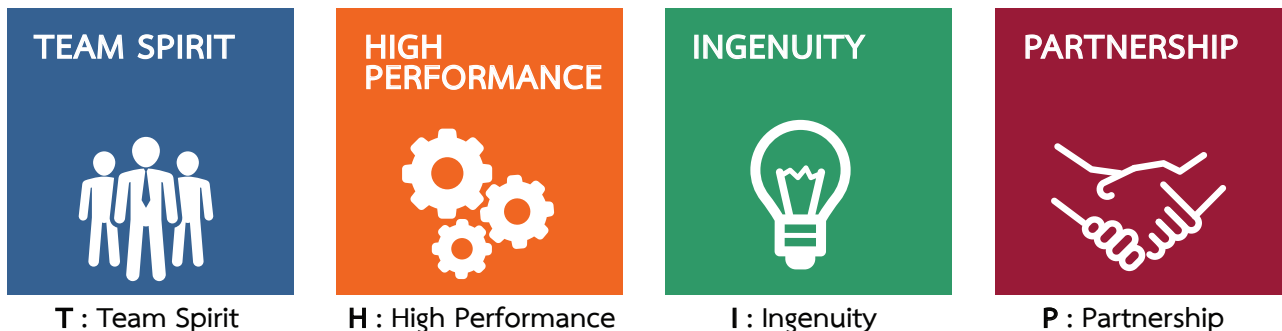 TEAM SPIRIT
HIGH
PERFORMANCE
INGENUITY
PARTNERSHIP
T : Team Spirit
H : High Performance
I : Ingenuity
P : Partnership